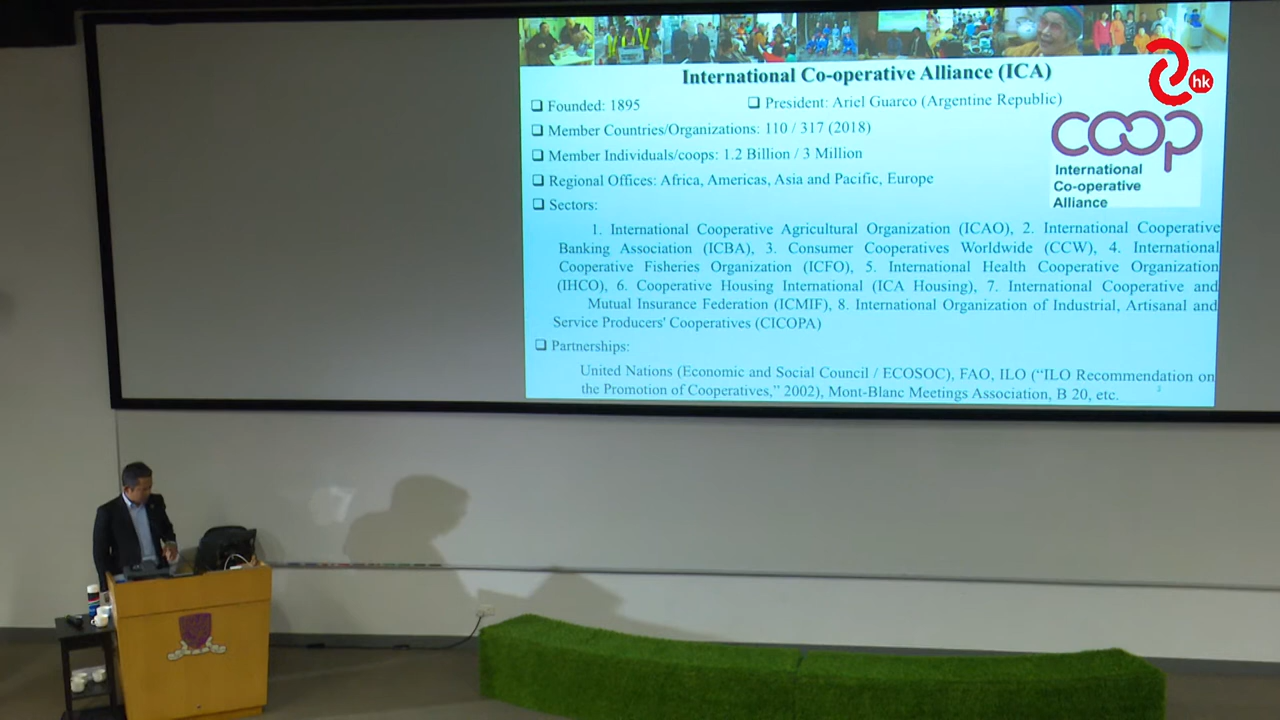 International Co-operative Alliance (ICA)
hk
❑ Founded: 1895
❑ President: Ariel Guarco (Argentine Republic)
❑ Member Countries/Organizations: 110 / 317 (2018)
❑ Member Individuals/coops: 1.2 Billion / 3 Million
❑ Regional Offices: Africa, Americas, Asia and Pacific, Europe
❑ Sectors:
coop
International
Co-operative
Alliance
1. International Cooperative Agricultural Organization (ICAO), 2. International Cooperative
Banking Association (ICBA), 3. Consumer Cooperatives Worldwide (CCW), 4. International
Cooperative Fisheries Organization (ICFO), 5. International Health Cooperative Organization
(IHCO), 6. Cooperative Housing International (ICA Housing), 7. International Cooperative and
Mutual Insurance Federation (ICMIF), 8. International Organization of Industrial, Artisanal and
Service Producers' Cooperatives (CICOPA)
❑ Partnerships:
United Nations (Economic and Social Council / ECOSOC), FAO, ILO (“ILO Recommendation on
the Promotion of Cooperatives,” 2002), Mont-Blanc Meetings Association, B 20, etc.